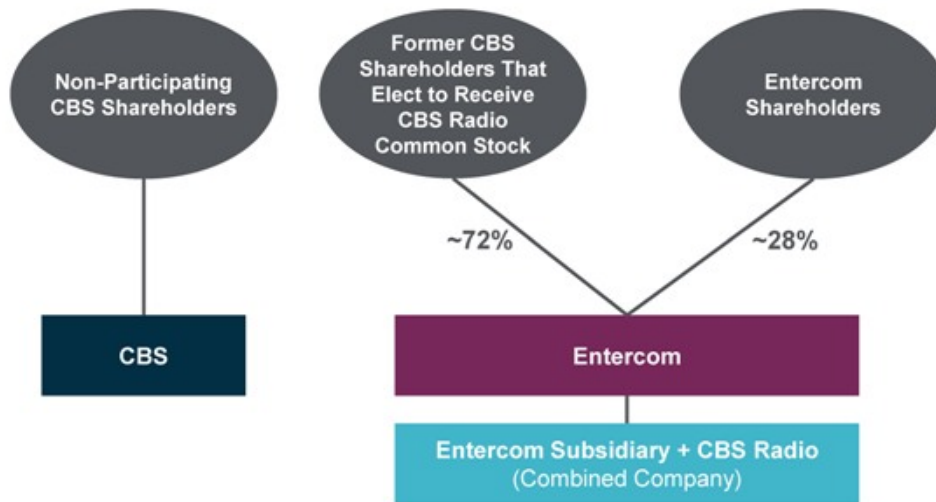 Non-Participating
CBS Shareholders
Former CBS
Shareholders That
Elect to Receive
CBS Radio
Common Stock
Entercom
Shareholders
~72%
~28%
CBS
Entercom
Entercom Subsidiary + CBS Radio
(Combined Company)